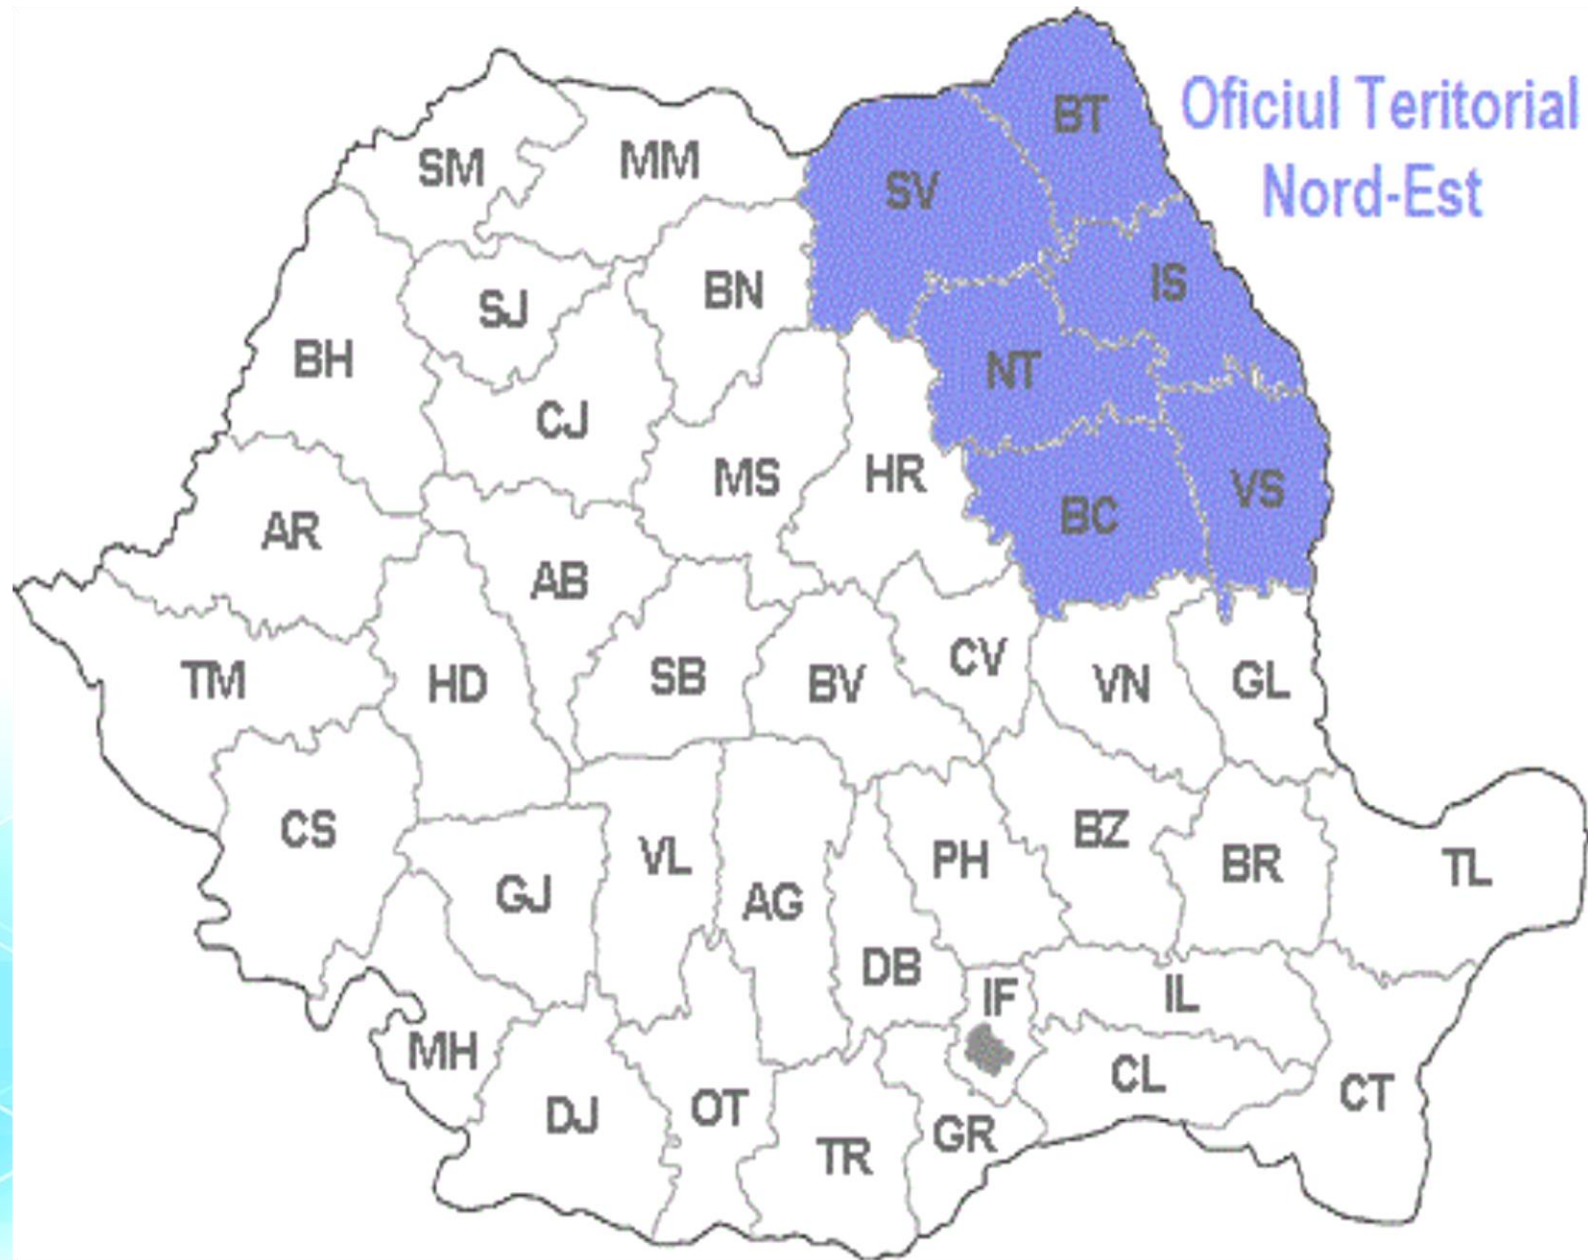 Oficiul Teritorial
Nord-Est
BT
SV
SM
MM
IS
BN
SJ
NT
BH
CJ
HR
MS
VS
BC
AR
AB
CV
SB
BV
VN
GL
TM
HD
CS
BZ
VL
PH
BR
TL
GJ
AG
DB
IF
IL
MH
CL
CT
OT
DJ
GR
TR